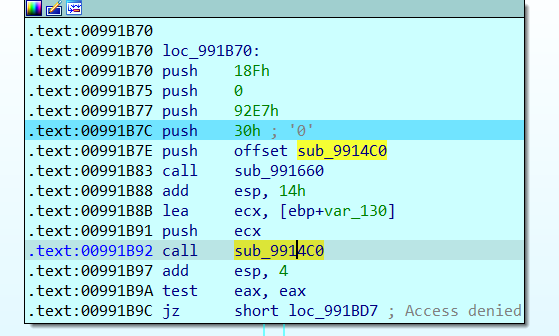 .text:00991B70
.text:00991B70 loc_991B70:
.text:00991B70 push 18Fh
.text:00991B75 push 0
.text:00991B77 push 92E7h
.text:00991B7C push 30h ; '0'
.text:00991B7E push offset sub_9914C0
.text:00991B83 call sub_991660
.text:00991B88 add esp, 14h
.text:00991B8B lea ecx, [ebp+var_130]
.text:00991B91 push ecx
.text:00991B92 call sub_9914C0
.text:00991B97 add esp, 4
.text:00991B9A test eax, eax
.text:00991B9C jz short loc_991BD7 ; Access denied